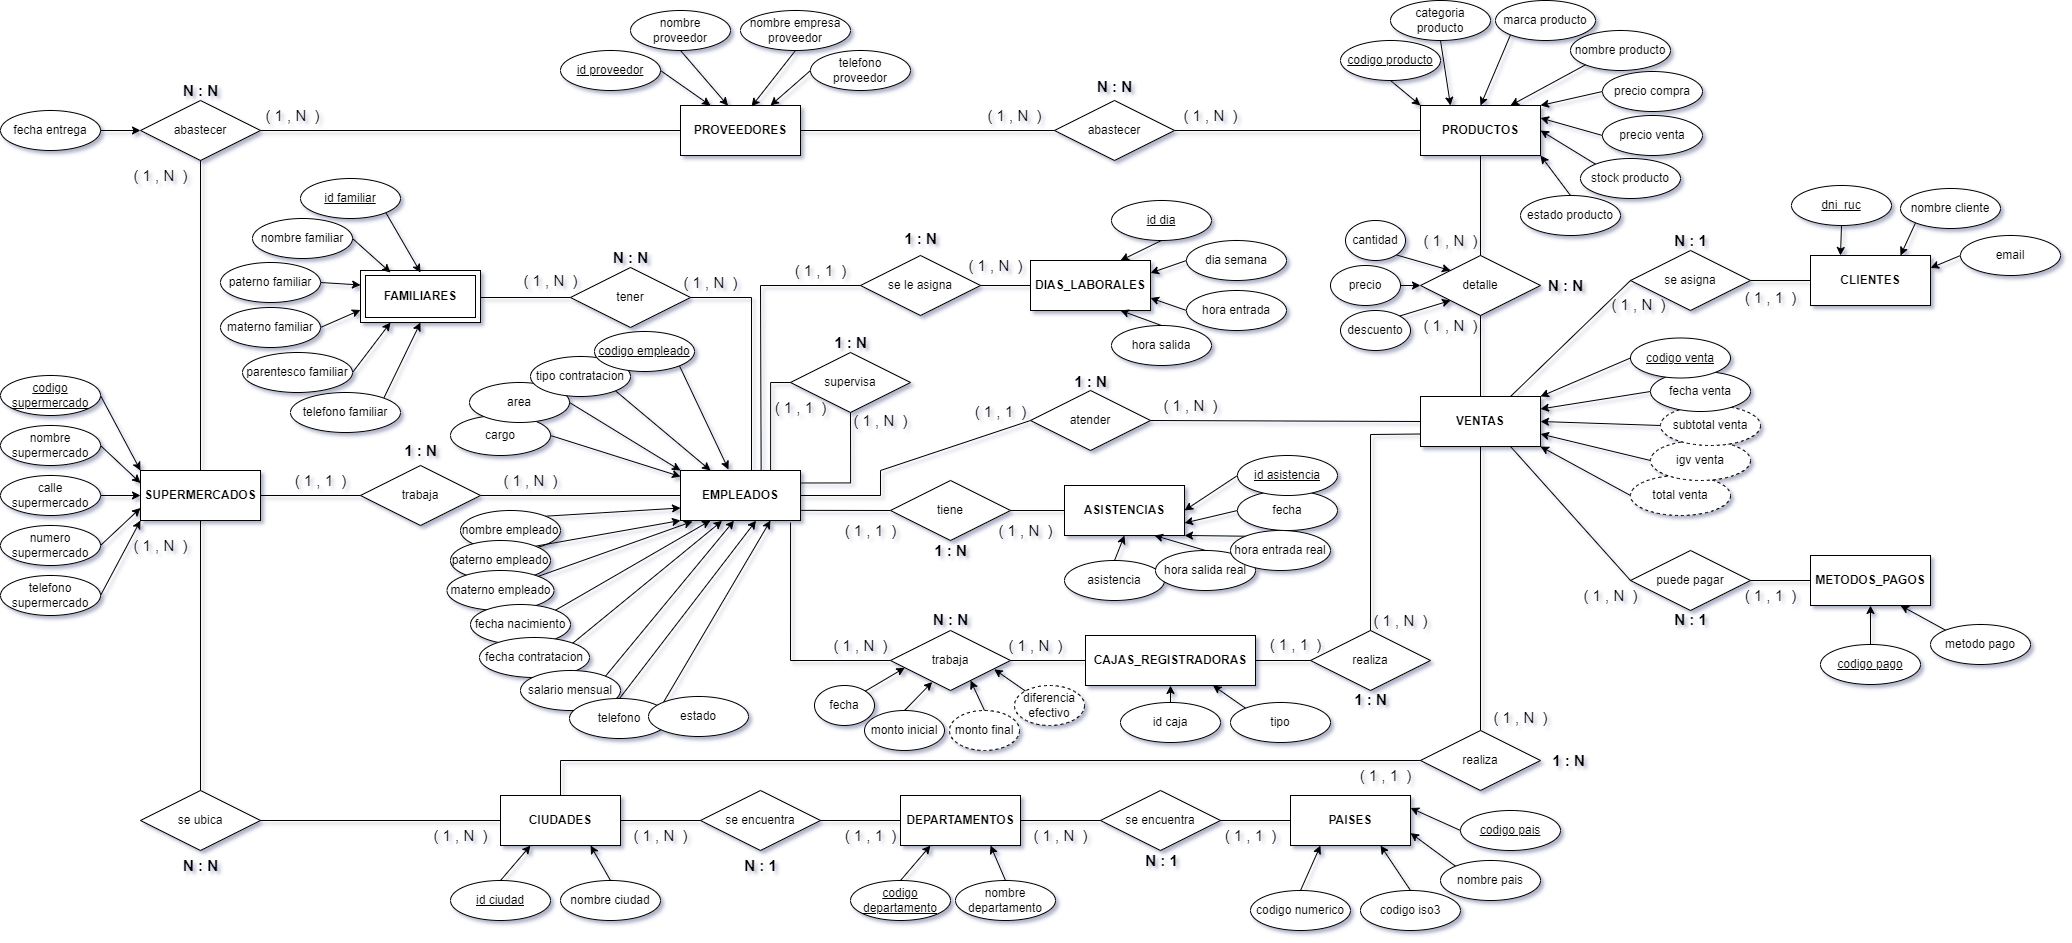 nombre
proveedor
nombre empresa
proveedor
id proveedor
telefono
proveedor
categoria
producto
marca producto
codigo producto
nombre producto
precio compra
precio venta
stock producto
estado producto
N : N
fecha entrega
abastecer
( 1 , N )
( 1 , N )
PROVEEDORES
( 1 , N )
N : N
abastecer
( 1 , N )
PRODUCTOS
id familiar
nombre familiar
paterno familiar
materno familiar
parentesco familiar
telefono familiar
FAMILIARES
( 1 , N )
N : N
tener
( 1 , N )
( 1 , 1 )
1 : N
se le asigna
( 1 , N )
DIAS_LABORALES
id dia
dia semana
hora entrada
hora salida
cantidad
precio
descuento
( 1 , N )
detalle
N : N
( 1 , N )
N : 1
se asigna
( 1 , N )
( 1 , 1 )
dni_ruc
nombre cliente
email
CLIENTES
codigo empleado
tipo contratacion
area
cargo
1 : N
supervisa
( 1 , 1 )
( 1 , N )
1 : N
( 1 , 1 )
atender
( 1 , N )
VENTAS
codigo venta
fecha venta
subtotal venta
igv venta
total venta
codigo
supermercado
nombre
supermercado
calle
supermercado
numero
supermercado
telefono
supermercado
SUPERMERCADOS
( 1 , N )
1 : N
( 1 , 1 )
trabaja
( 1 , N )
EMPLEADOS
nombre empleado
paterno empleado
materno empleado
fecha nacimiento
fecha contratacion
salario mensual
telefono
estado
tiene
( 1 , 1 )
1 : N
( 1 , N )
ASISTENCIAS
id asistencia
fecha
hora entrada real
hora salida real
asistencia
( 1 , N )
puede pagar
( 1 , 1 )
N : 1
METODOS_PAGOS
codigo pago
metodo pago
N : N
( 1 , N )
trabaja
( 1 , N )
fecha
monto inicial
monto final
diferencia
efectivo
CAJAS_REGISTRADORAS
id caja
tipo
( 1 , 1 )
( 1 , N )
realiza
1 : N
( 1 , N )
realiza
1 : N
( 1 , 1 )
se ubica
N : N
( 1 , N )
CIUDADES
id ciudad
nombre ciudad
( 1 , N )
se encuentra
N : 1
( 1 , 1 )
DEPARTAMENTOS
codigo
departamento
nombre
departamento
( 1 , N )
se encuentra
N : 1
( 1 , 1 )
PAISES
codigo pais
nombre pais
codigo numerico
codigo iso3